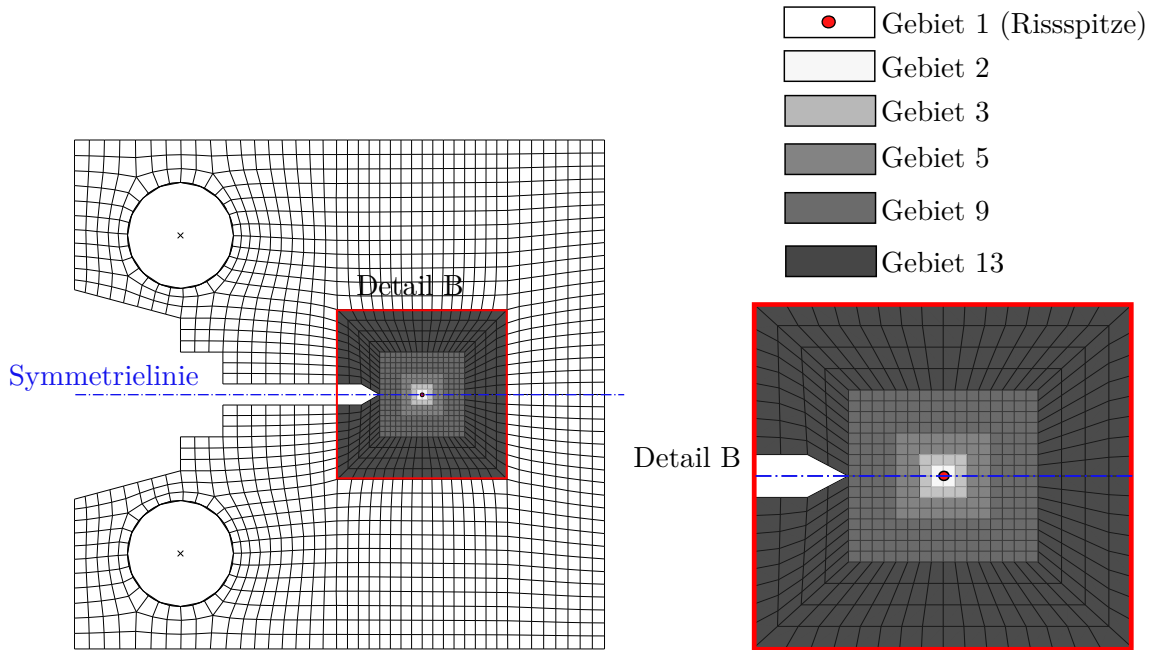 Gebiet 1 (Rissspitze)
Gebiet 2
Gebiet 3
Gebiet 5
Gebiet 9
Gebiet 13
Detail B
Symmetrielinie
Detail B